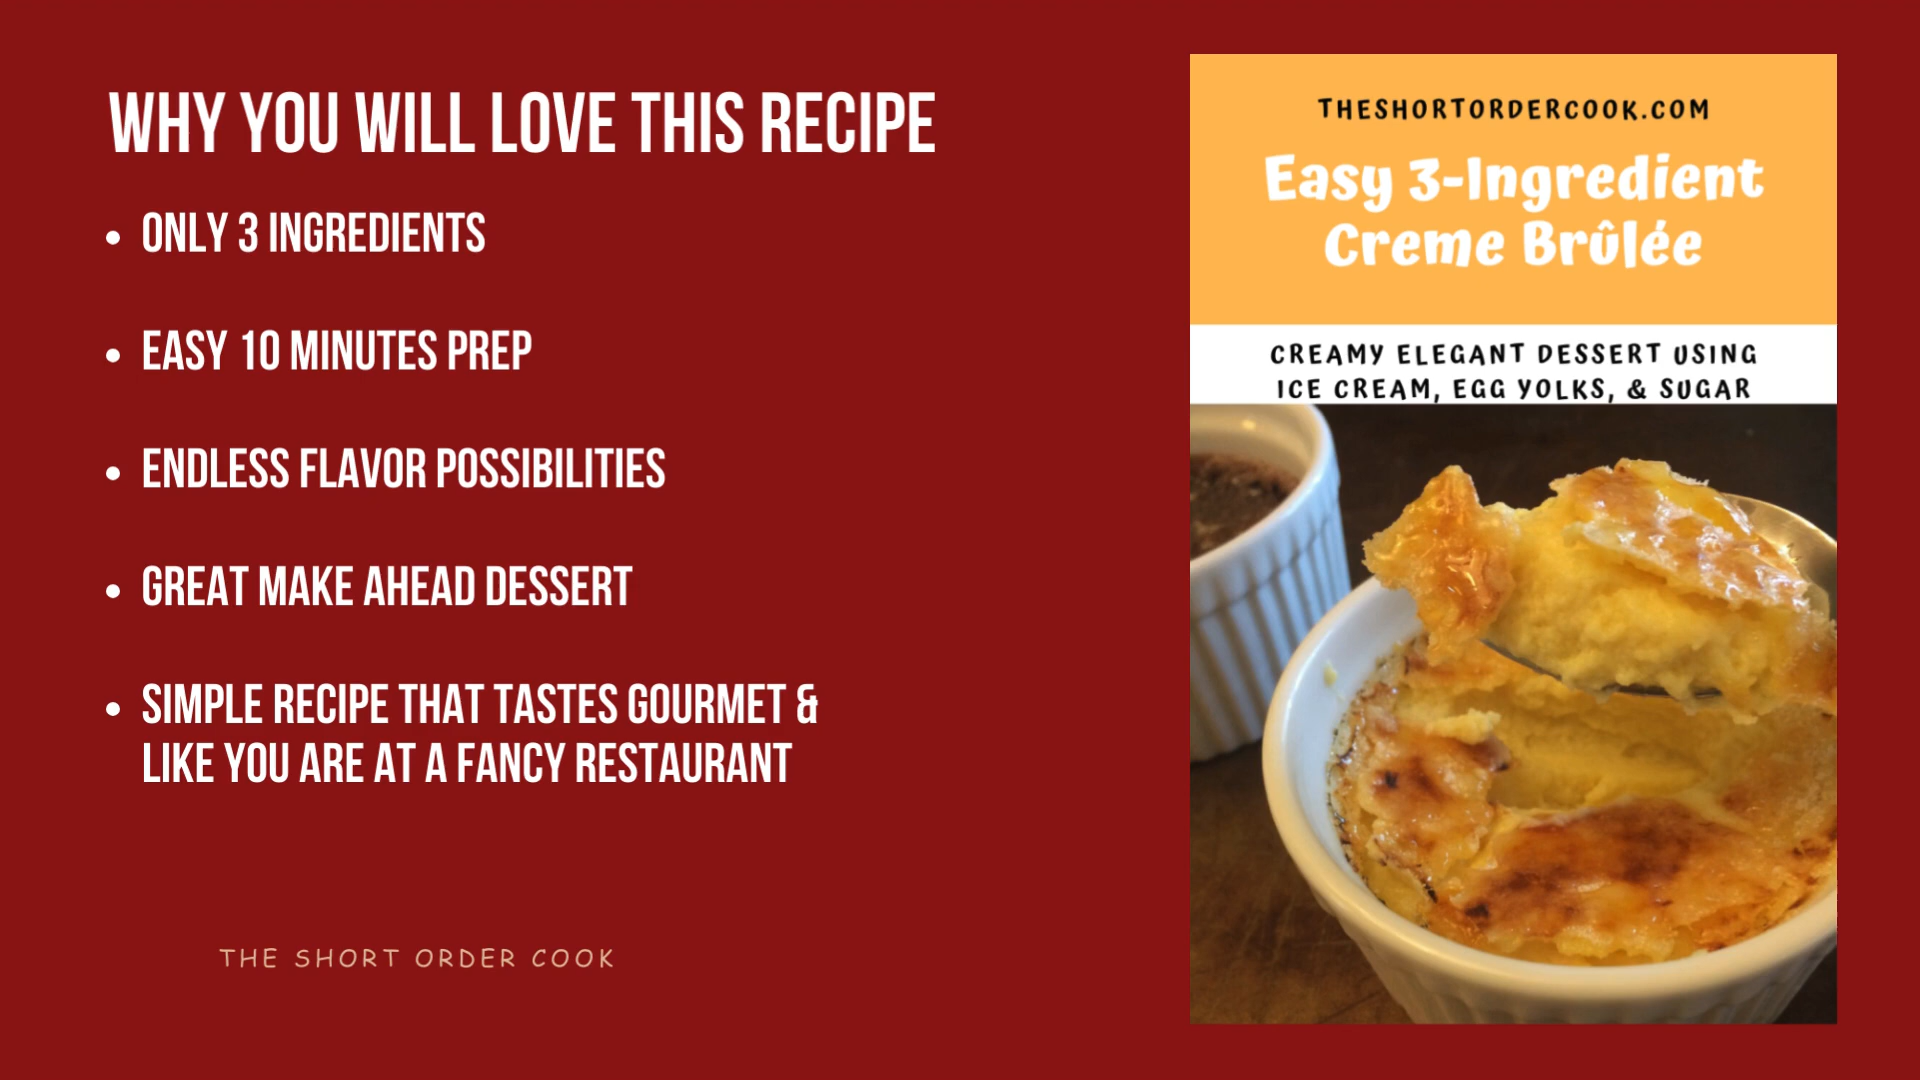 WHY YOU WILL LOVE THIS RECIPE
• ONLY 3 INGREDIENTS
• EASY 10 MINUTES PREP
• ENDLESS FLAVOR POSSIBILITIES
• GREAT MAKE AHEAD DESSERT
• SIMPLE RECIPE THAT TASTES GOURMET &
LIKE YOU ARE AT A FANCY RESTAURANT
THE SHORT ORDER COOK
THESHORTORDERCOOK.COM
Easy 3-Ingredient
Creme Brûlée
CREAMY ELEGANT DESSERT USING
ICE CREAM, EGG YOLKS, & SUGAR